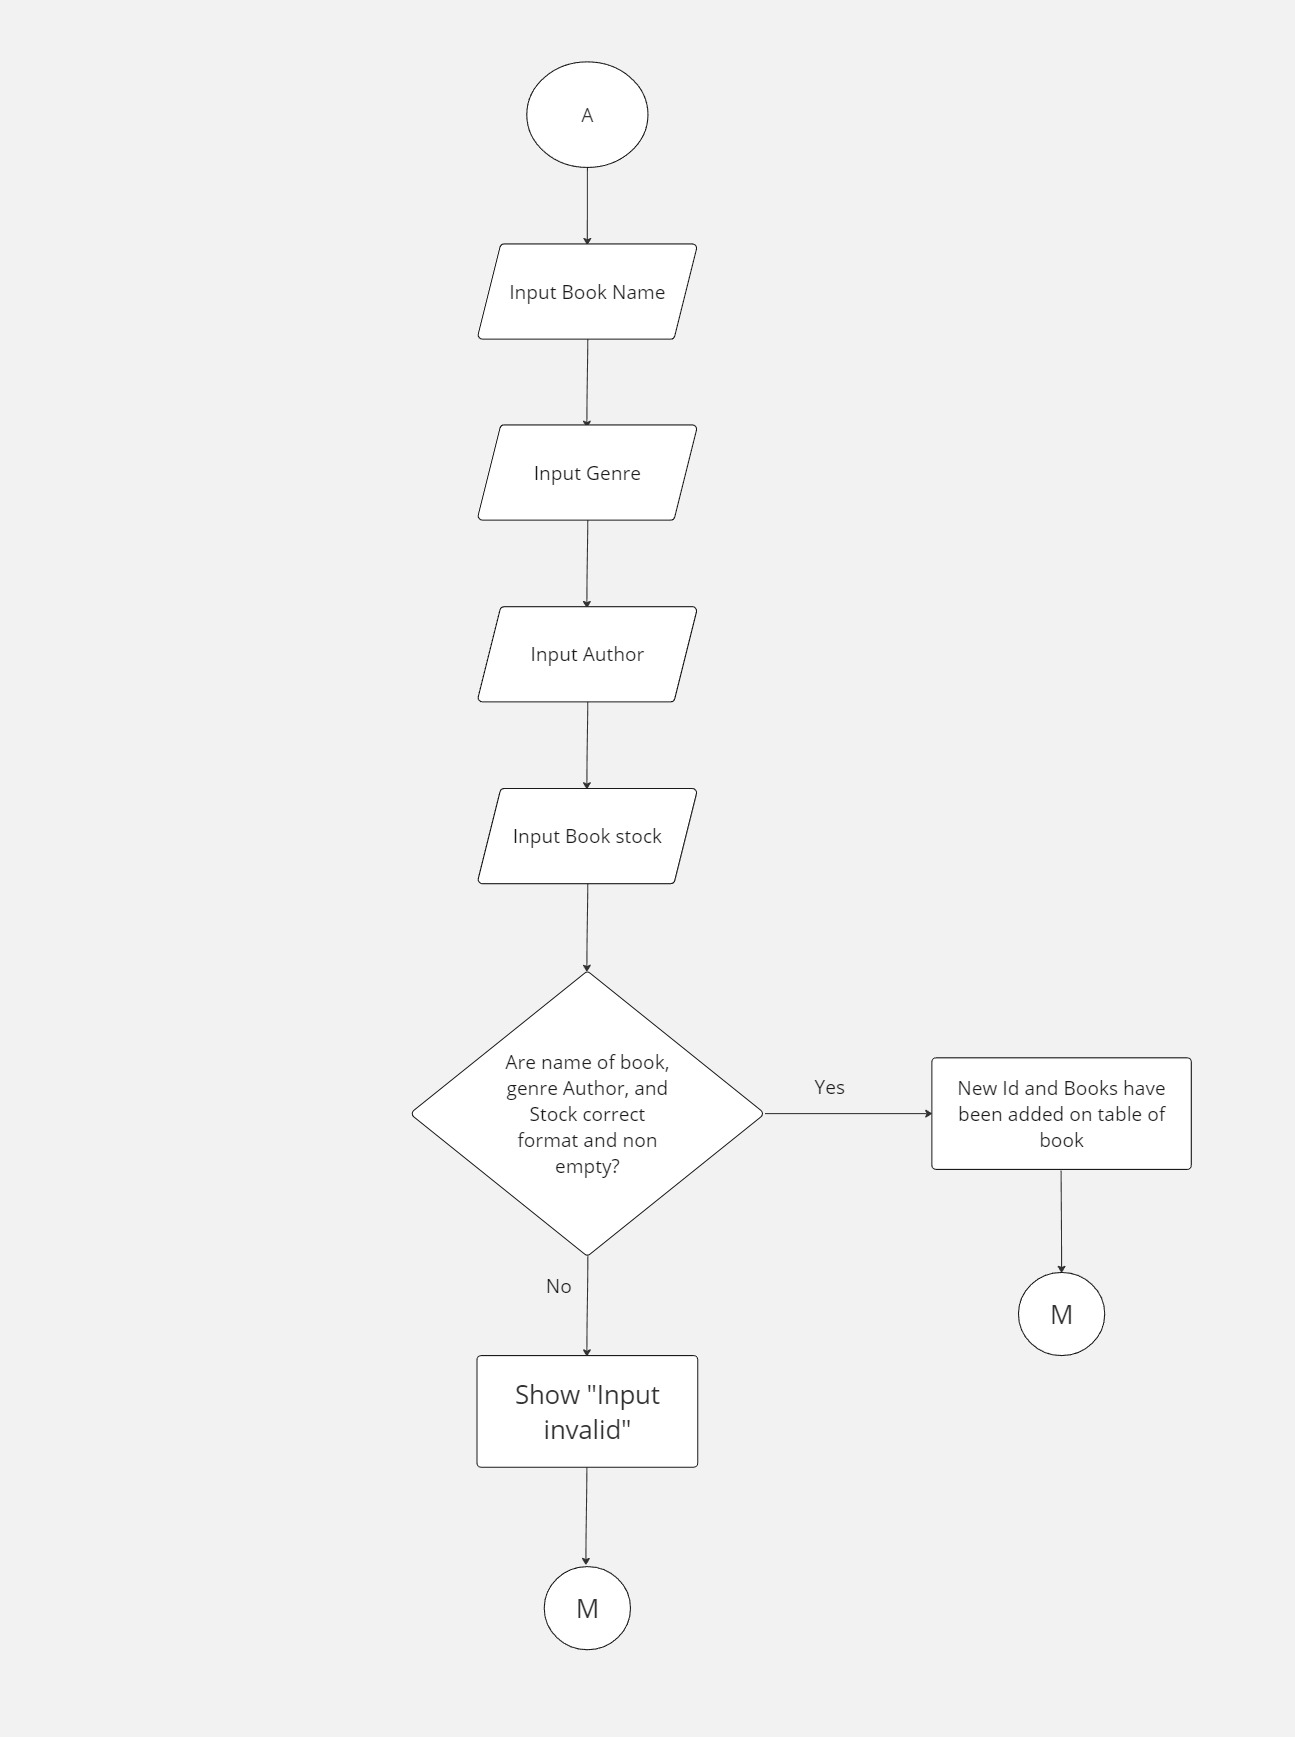 A
Input Book Name
Input Genre
Input Author
Input Book stock
Are name of book,
genre Author, and
Stock correct
format and non
empty?
Yes
New Id and Books have
been added on table of
book
No
M
Show "Input
invalid"
M